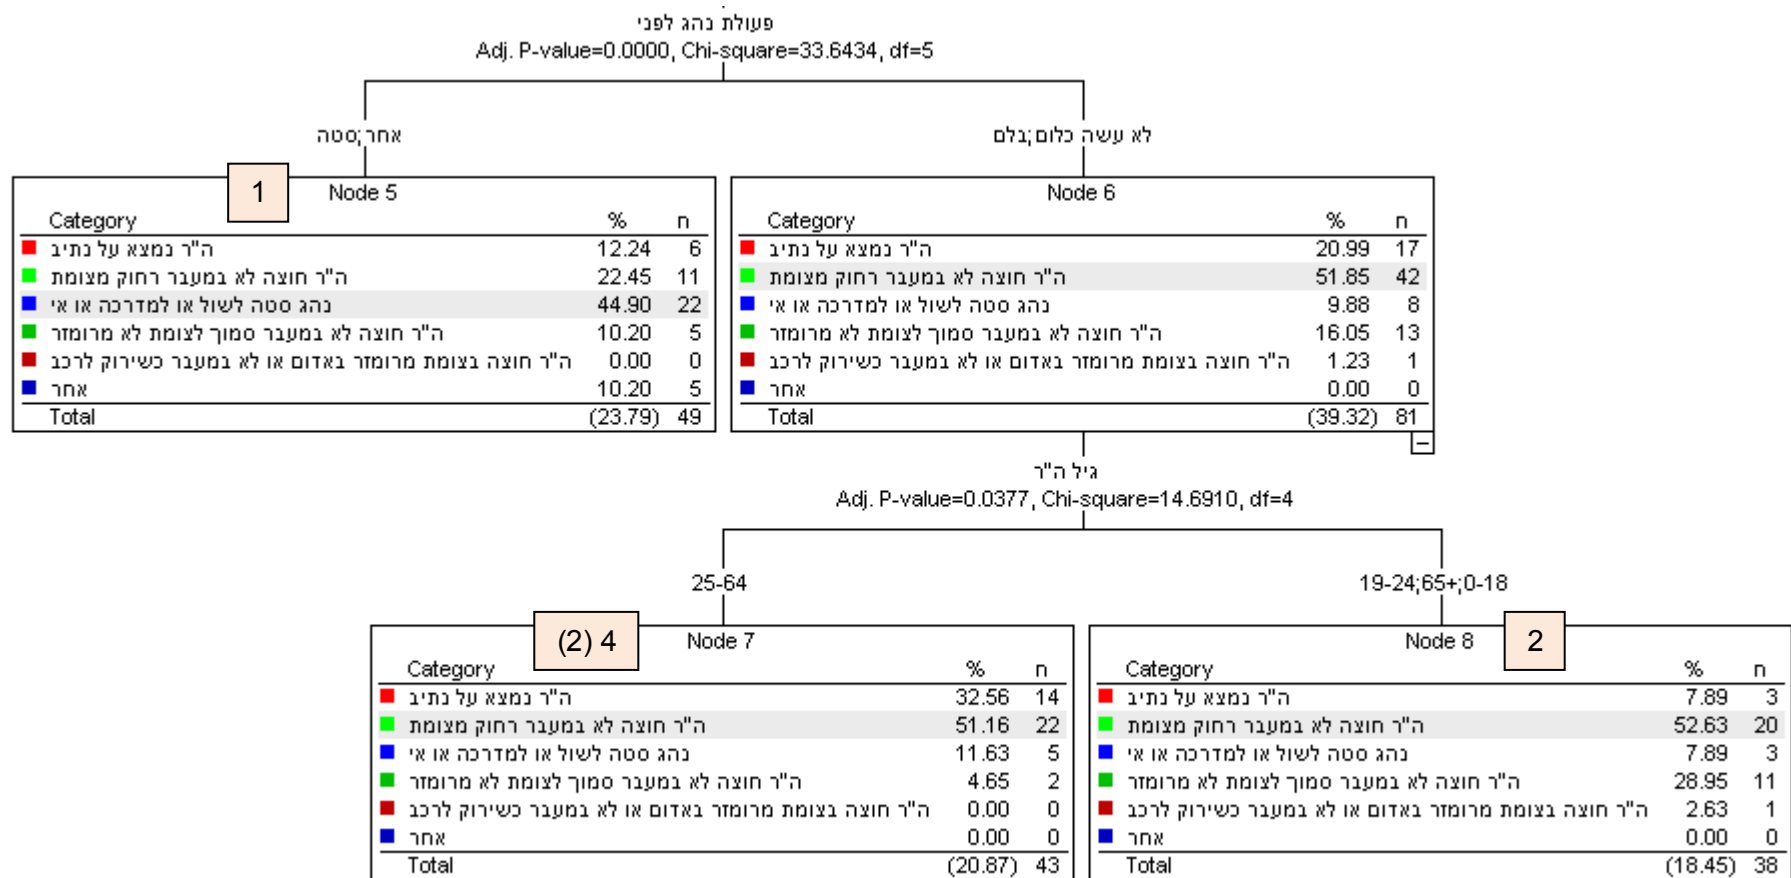 פעולת נהג לפני
Adj. P-value=0.0000, Chi-square=33.6434, df=5
אחר;סטה
לא עשה כלום;בלם
1
Node 5
Category % n
ה"ר נמצא על נתיב 12.24 6
ה"ר חוצה לא במעבר רחוק מצומת 22.45 11
נהג סטה לשול או למדרכה או אי 44.90 22
ה"ר חוצה לא במעבר סמוך לצומת לא מרומזר 10.20 5
ה"ר חוצה בצומת מרומזר באדום או לא במעבר כשירוק לרכב 0.00 0
אחר 10.20 5
Total (23.79) 49
Node 6
Category % n
ה"ר נמצא על נתיב 20.99 17
ה"ר חוצה לא במעבר רחוק מצומת 51.85 42
נהג סטה לשול או למדרכה או אי 9.88 8
ה"ר חוצה לא במעבר סמוך לצומת לא מרומזר 16.05 13
ה"ר חוצה בצומת מרומזר באדום או לא במעבר כשירוק לרכב 1.23 1
אחר 0.00 0
Total (39.32) 81
גיל ה"ר
Adj. P-value=0.0377, Chi-square=14.6910, df=4
25-64
19-24;65+;0-18
(2) 4
Node 7
Category % n
ה"ר נמצא על נתיב 32.56 14
ה"ר חוצה לא במעבר רחוק מצומת 51.16 22
נהג סטה לשול או למדרכה או אי 11.63 5
ה"ר חוצה לא במעבר סמוך לצומת לא מרומזר 4.65 2
ה"ר חוצה בצומת מרומזר באדום או לא במעבר כשירוק לרכב 0.00 0
אחר 0.00 0
Total (20.87) 43
Node 8
2
Category % n
ה"ר נמצא על נתיב 7.89 3
ה"ר חוצה לא במעבר רחוק מצומת 52.63 20
נהג סטה לשול או למדרכה או אי 7.89 3
ה"ר חוצה לא במעבר סמוך לצומת לא מרומזר 28.95 11
ה"ר חוצה בצומת מרומזר באדום או לא במעבר כשירוק לרכב 2.63 1
אחר 0.00 0
Total (18.45) 38